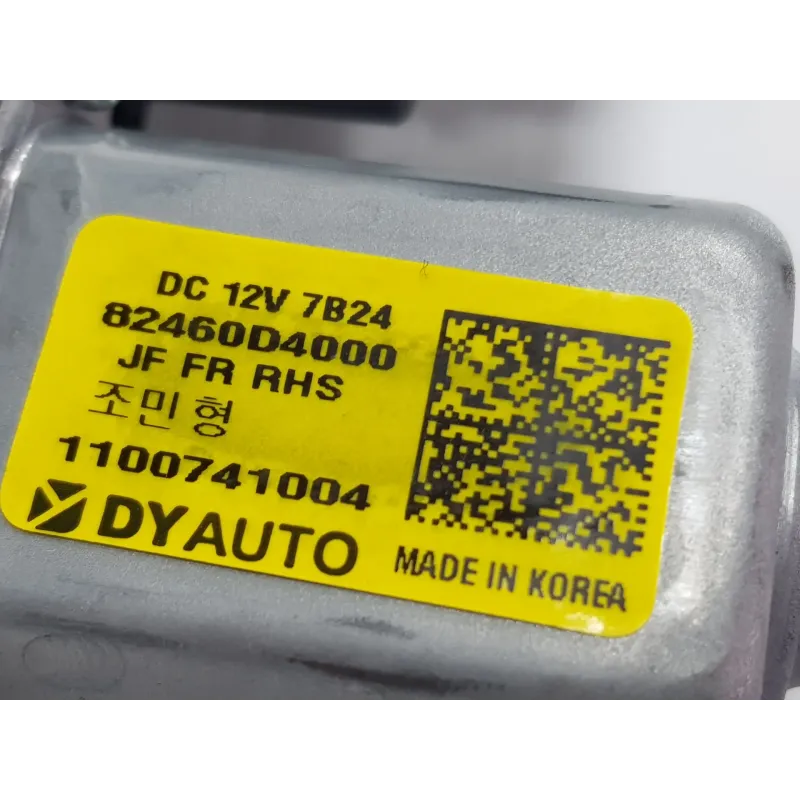 DC 12V 7B24
82460D4000
JF FR RHS
조민형
1100741004
DYAUTO
MADE IN KOREA